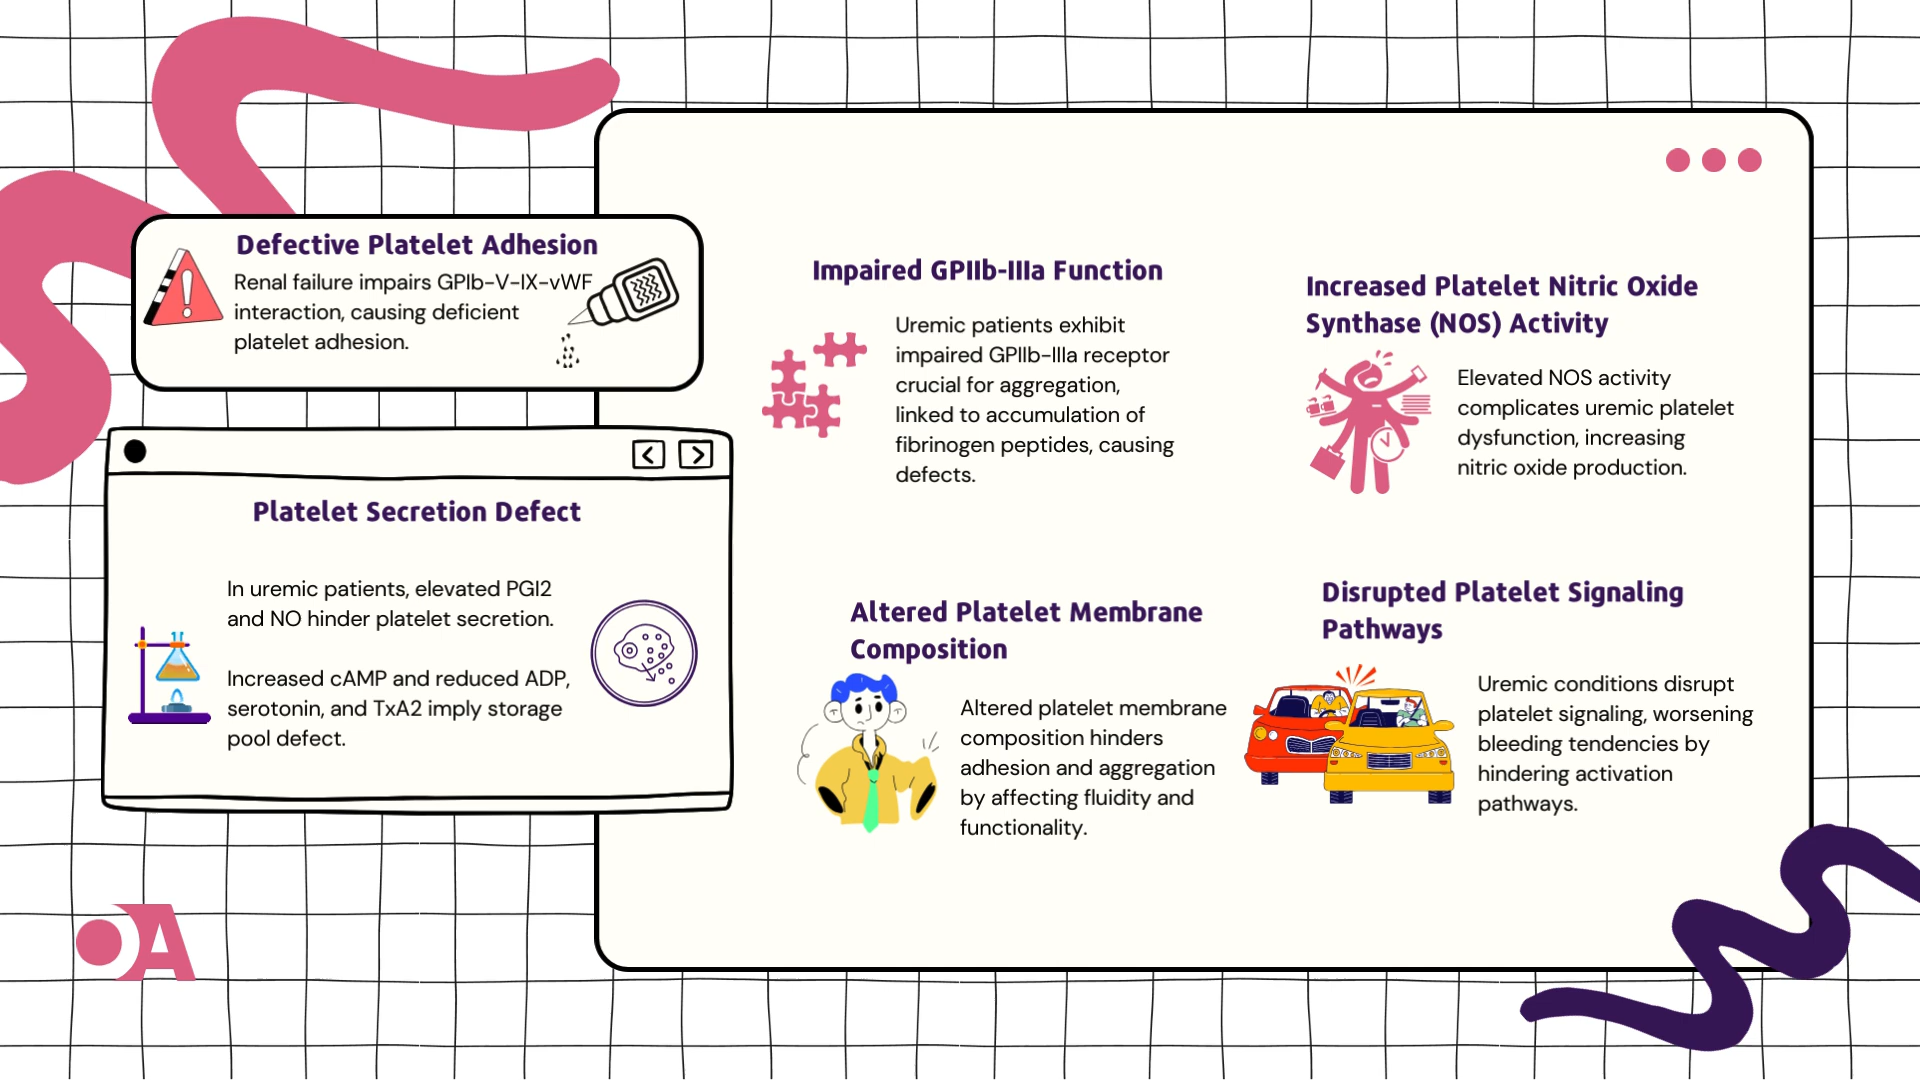 Defective Platelet Adhesion
Renal failure impairs GPIb-V-IX-vWF
interaction, causing deficient
platelet adhesion.
Platelet Secretion Defect
In uremic patients, elevated PGI2
and NO hinder platelet secretion.
Increased cAMP and reduced ADP,
serotonin, and TxA2 imply storage
pool defect.
Impaired GPIIb-IIIa Function
Uremic patients exhibit
impaired GPIIb-IIIa receptor
crucial for aggregation,
linked to accumulation of
fibrinogen peptides, causing
defects.
Increased Platelet Nitric Oxide
Synthase (NOS) Activity
Elevated NOS activity
complicates uremic platelet
dysfunction, increasing
nitric oxide production.
Altered Platelet Membrane
Composition
Altered platelet membrane
composition hinders
adhesion and aggregation
by affecting fluidity and
functionality.
Disrupted Platelet Signaling
Pathways
Uremic conditions disrupt
platelet signaling, worsening
bleeding tendencies by
hindering activation
pathways.
OA